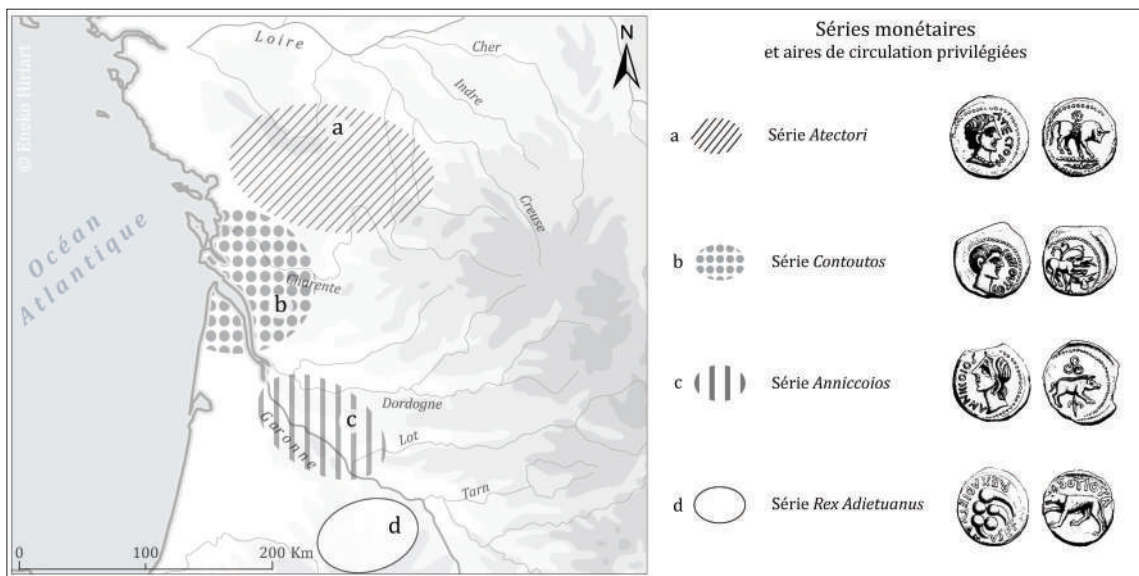 © Eneko Hiriart
Océan
Atlantique
Loire
Cher
Indre
Creuse
Charente
Dordogne
Lot
Garonne
Tarn
N
a
b
c
d
0 100 200 Km
Séries monétaires
et aires de circulation privilégiées
a Série Atectori
b Série Contoutos
c Série Anniccoios
d Série Rex Adietuanus